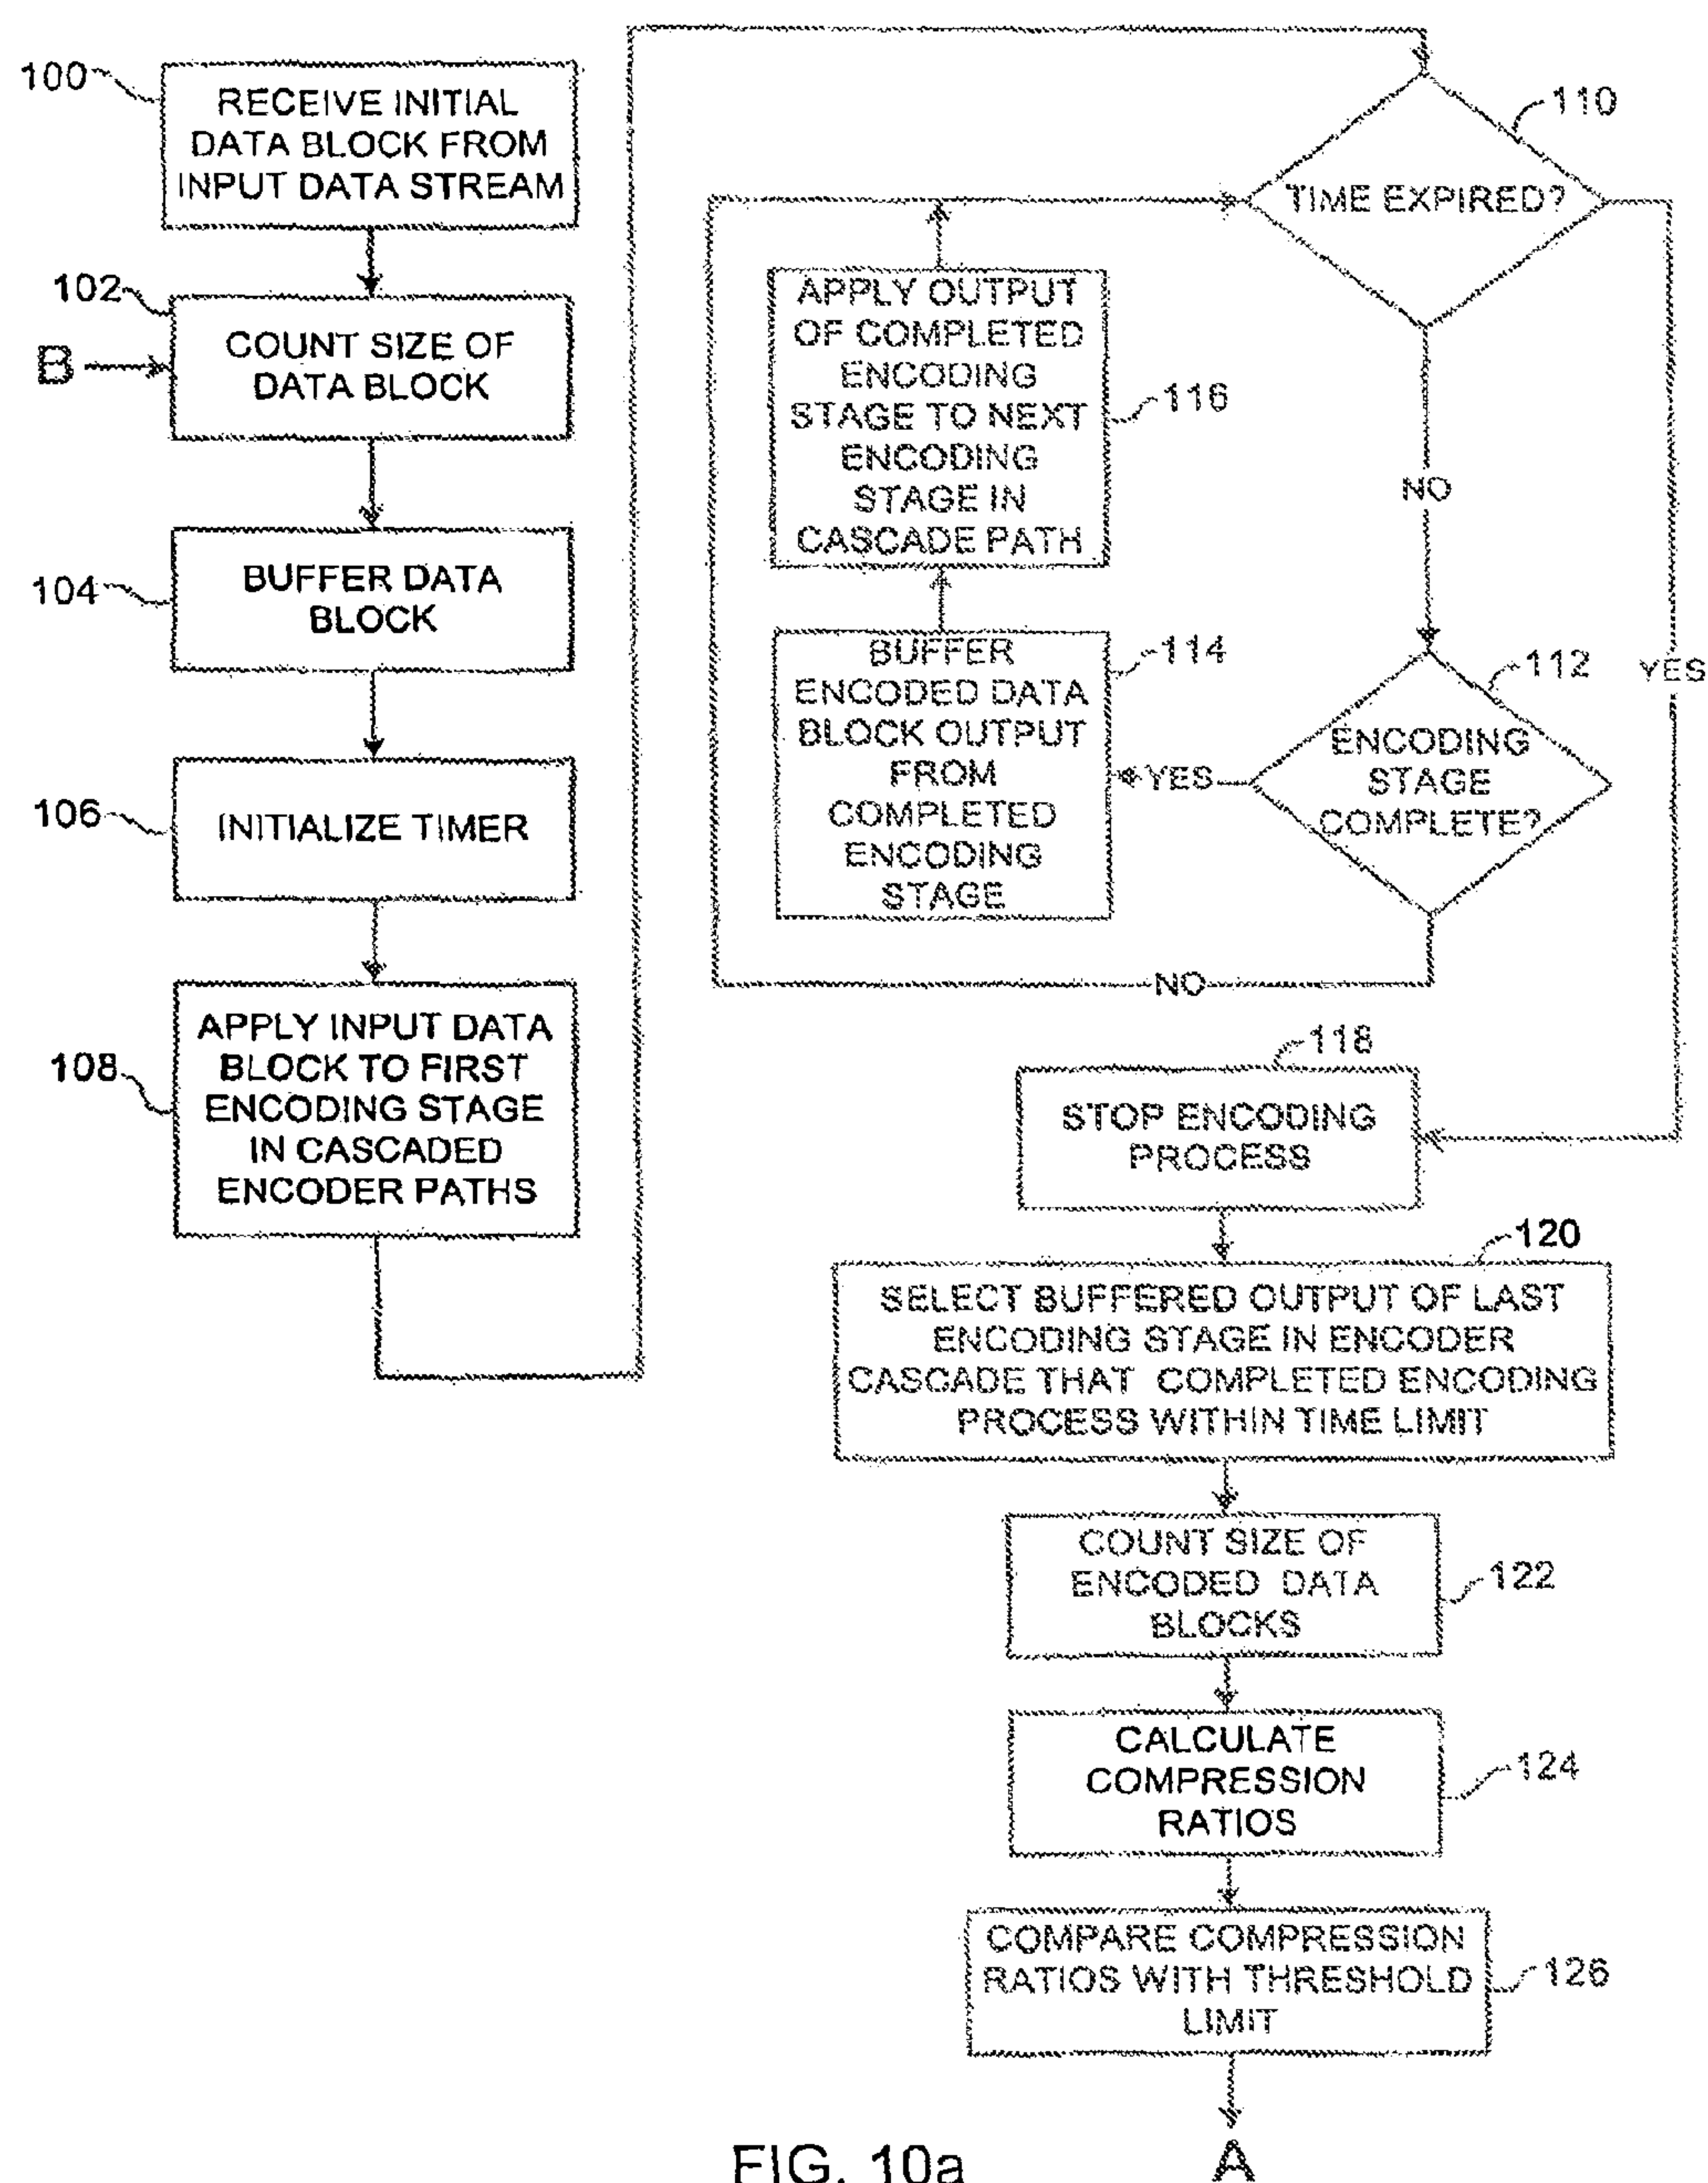 100
RECEIVE INITIAL
DATA BLOCK FROM
INPUT DATA STREAM
102
B
COUNT SIZE OF
DATA BLOCK
104
BUFFER DATA
BLOCK
106
INITIALIZE TIMER
108
APPLY INPUT DATA
BLOCK TO FIRST
ENCODING STAGE
IN CASCADED
ENCODER PATHS
110
TIME EXPIRED?
NO
YES
112
ENCODING
STAGE
COMPLETE?
YES
NO
114
BUFFER
ENCODED DATA
BLOCK OUTPUT
FROM
COMPLETED
ENCODING
STAGE
116
APPLY OUTPUT
OF COMPLETED
ENCODING
STAGE TO NEXT
ENCODING
STAGE IN
CASCADE PATH
118
STOP ENCODING
PROCESS
120
SELECT BUFFERED OUTPUT OF LAST
ENCODING STAGE IN ENCODER
CASCADE THAT COMPLETED ENCODING
PROCESS WITHIN TIME LIMIT
122
COUNT SIZE OF
ENCODED DATA
BLOCKS
124
CALCULATE
COMPRESSION
RATIOS
126
COMPARE COMPRESSION
RATIOS WITH THRESHOLD
LIMIT
A
FIG. 10a